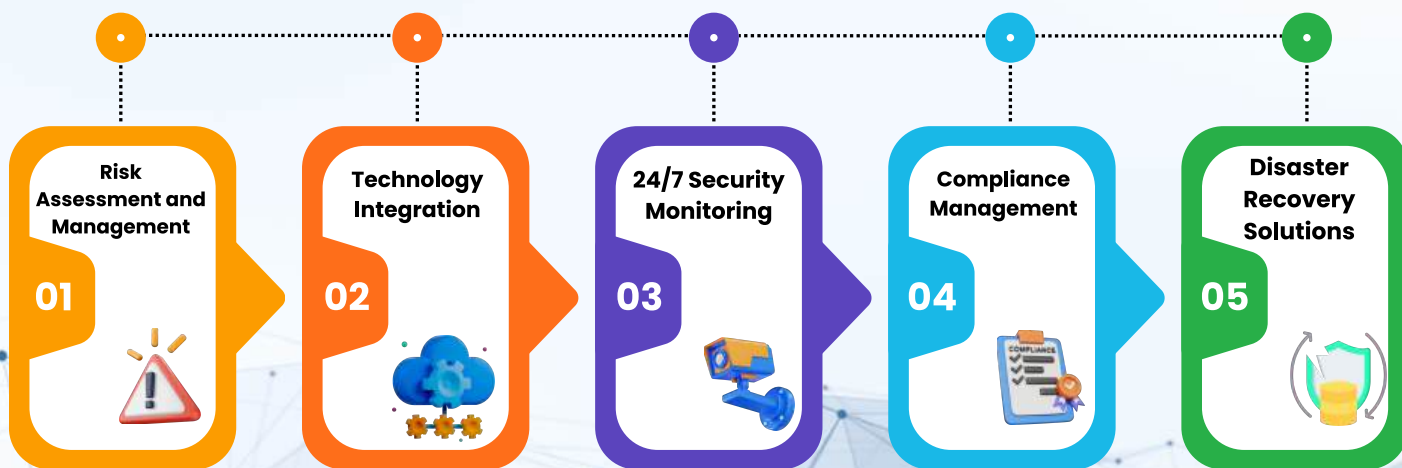 Risk
Assessment and
Management
01
Technology
Integration
02
24/7 Security
Monitoring
03
Compliance
Management
04
COMPLIANCE
Disaster
Recovery
Solutions
05